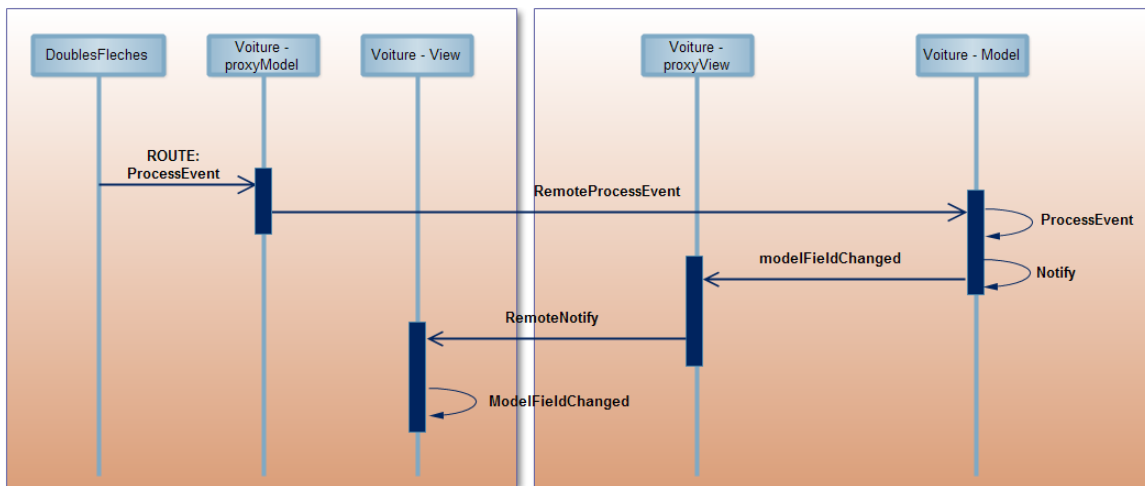 DoublesFleches
Voiture -
proxyModel
Voiture - View
Voiture -
proxyView
Voiture - Model
ROUTE:
ProcessEvent
RemoteProcessEvent
ProcessEvent
modelFieldChanged
Notify
RemoteNotify
ModelFieldChanged